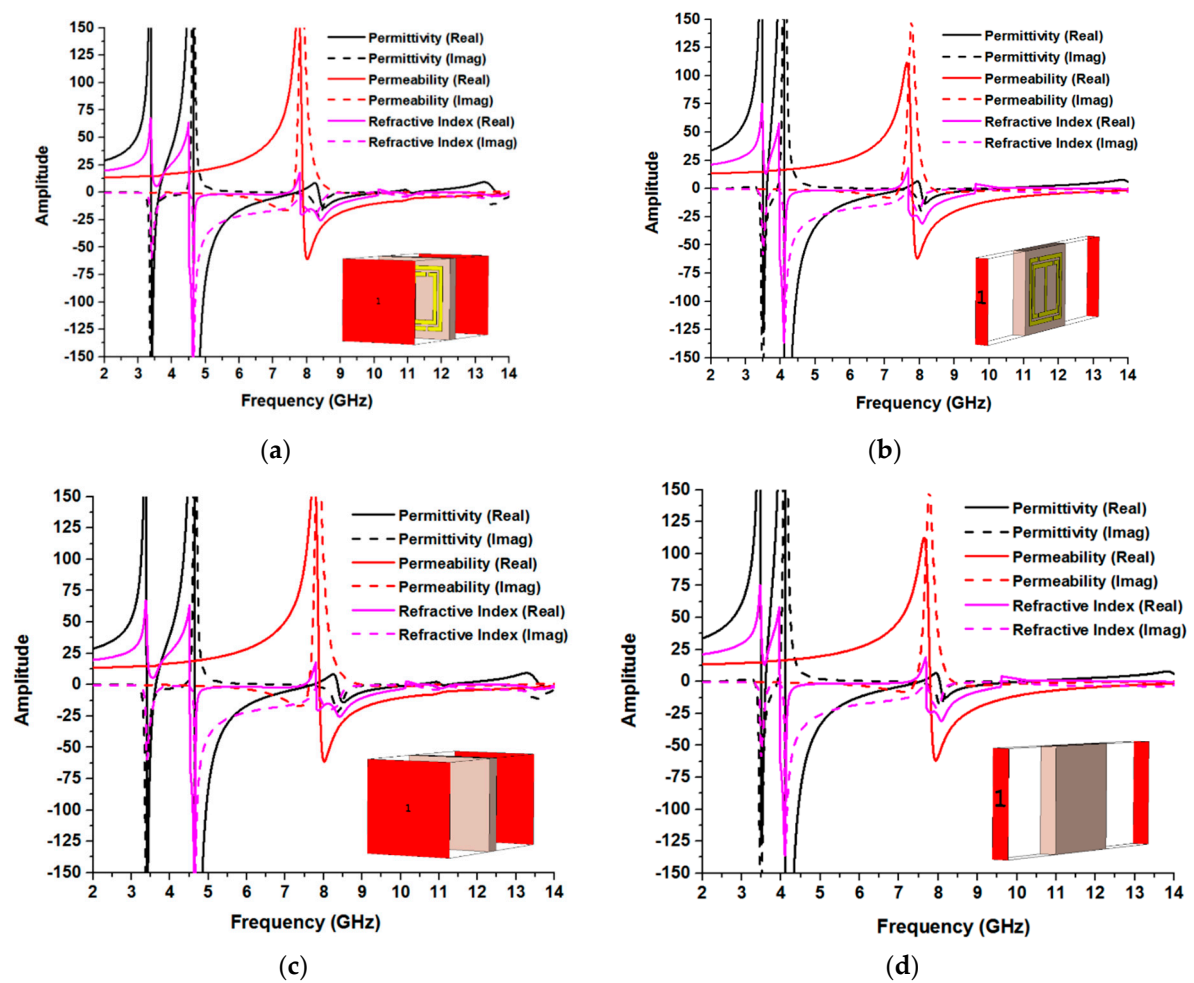 150
125
100
75
50
25
0
-25
-50
-75
-100
-125
-150
Amplitude
Permittivity (Real)
Permittivity (Imag)
Permeability (Real)
Permeability (Imag)
Refractive Index (Real)
Refractive Index (Imag)
1
2 3 4 5 6 7 8 9 10 11 12 13 14
Frequency (GHz)
(a)
150
125
100
75
50
25
0
-25
-50
-75
-100
-125
-150
Amplitude
Permittivity (Real)
Permittivity (Imag)
Permeability (Real)
Permeability (Imag)
Refractive Index (Real)
Refractive Index (Imag)
1
2 3 4 5 6 7 8 9 10 11 12 13 14
Frequency (GHz)
(b)
150
125
100
75
50
25
0
-25
-50
-75
-100
-125
-150
Amplitude
Permittivity (Real)
Permittivity (Imag)
Permeability (Real)
Permeability (Imag)
Refractive Index (Real)
Refractive Index (Imag)
1
2 3 4 5 6 7 8 9 10 11 12 13 14
Frequency (GHz)
(c)
150
125
100
75
50
25
0
-25
-50
-75
-100
-125
-150
Amplitude
Permittivity (Real)
Permittivity (Imag)
Permeability (Real)
Permeability (Imag)
Refractive Index (Real)
Refractive Index (Imag)
1
2 3 4 5 6 7 8 9 10 11 12 13 14
Frequency (GHz)
(d)